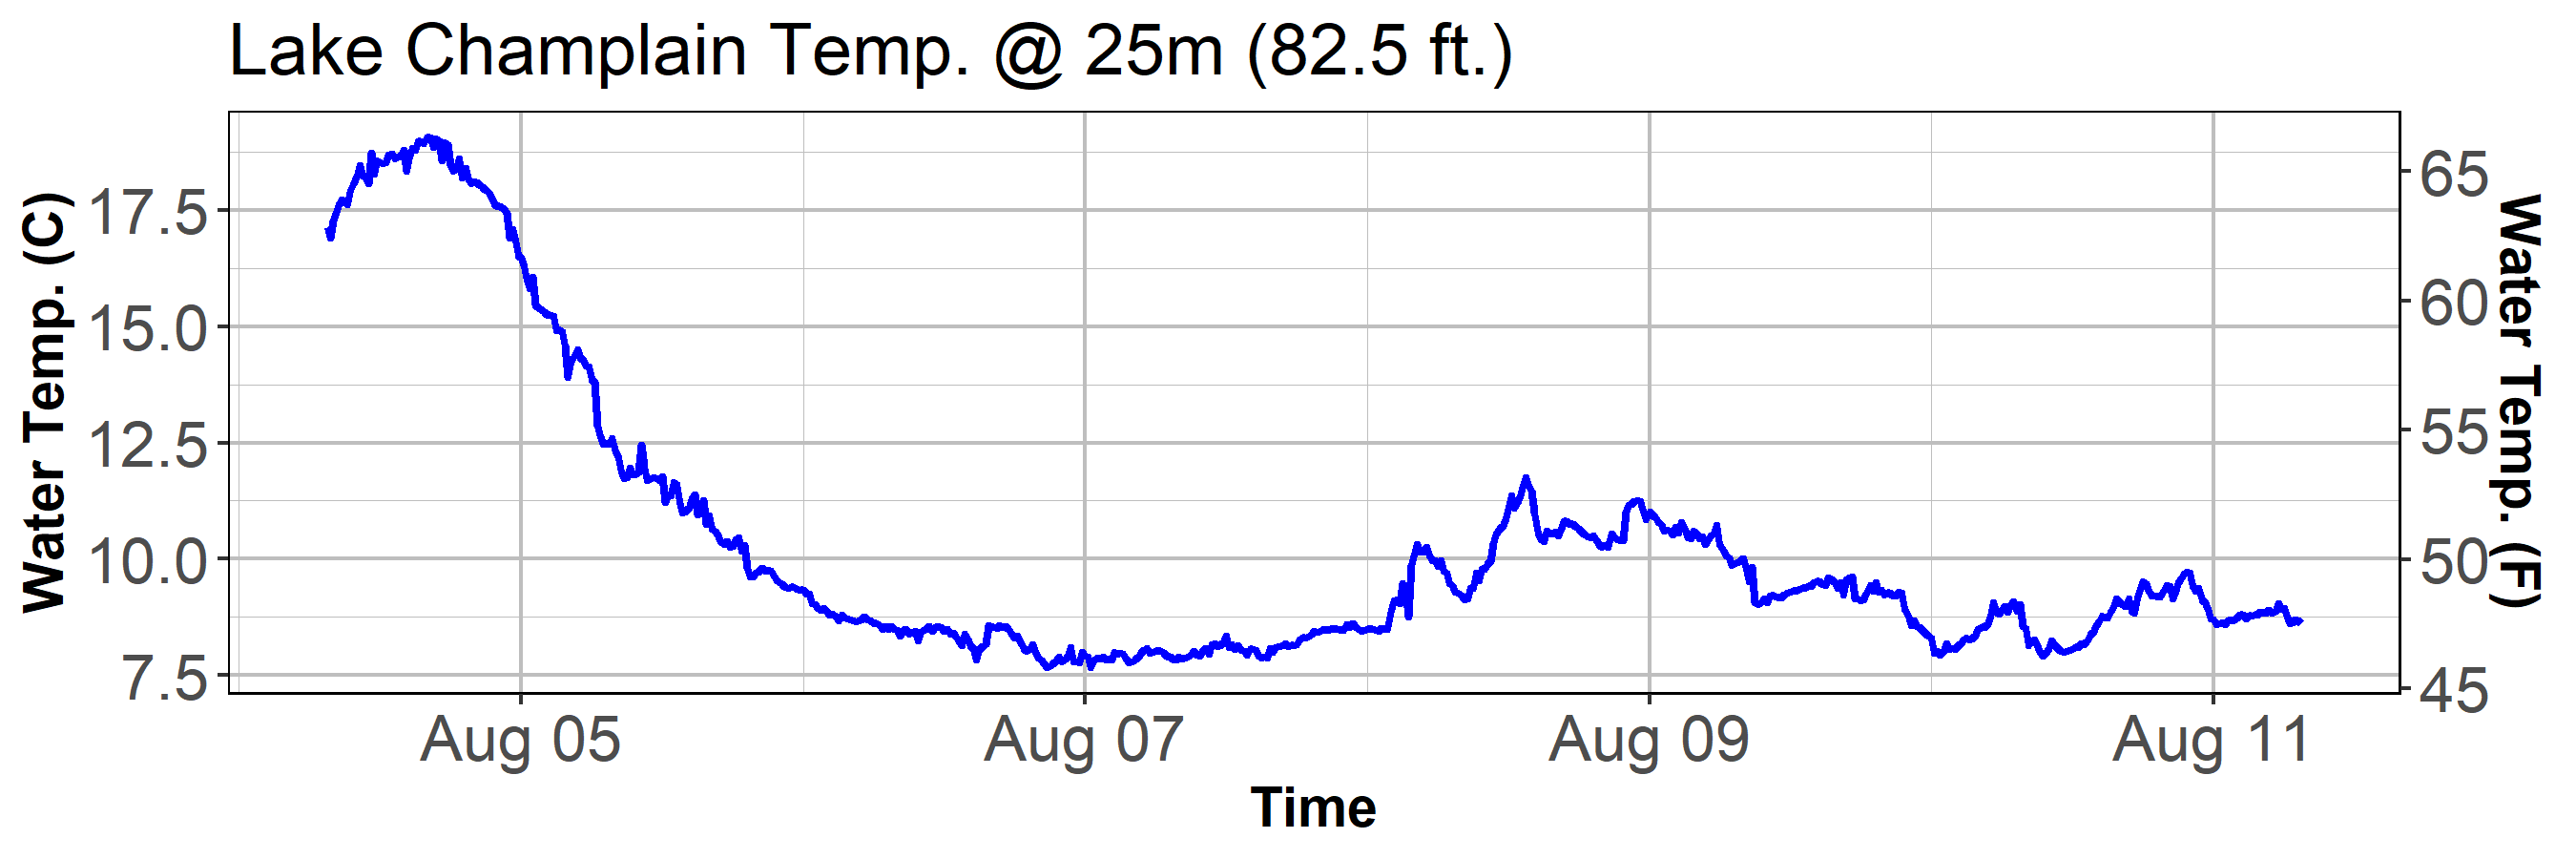 Lake Champlain Temp. @ 25m (82.5 ft.)
Water Temp. (C)
17.5
15.0
12.5
10.0
7.5
65
60
55
50
45
Water Temp. (F)
Aug 05 Aug 07 Aug 09 Aug 11
Time